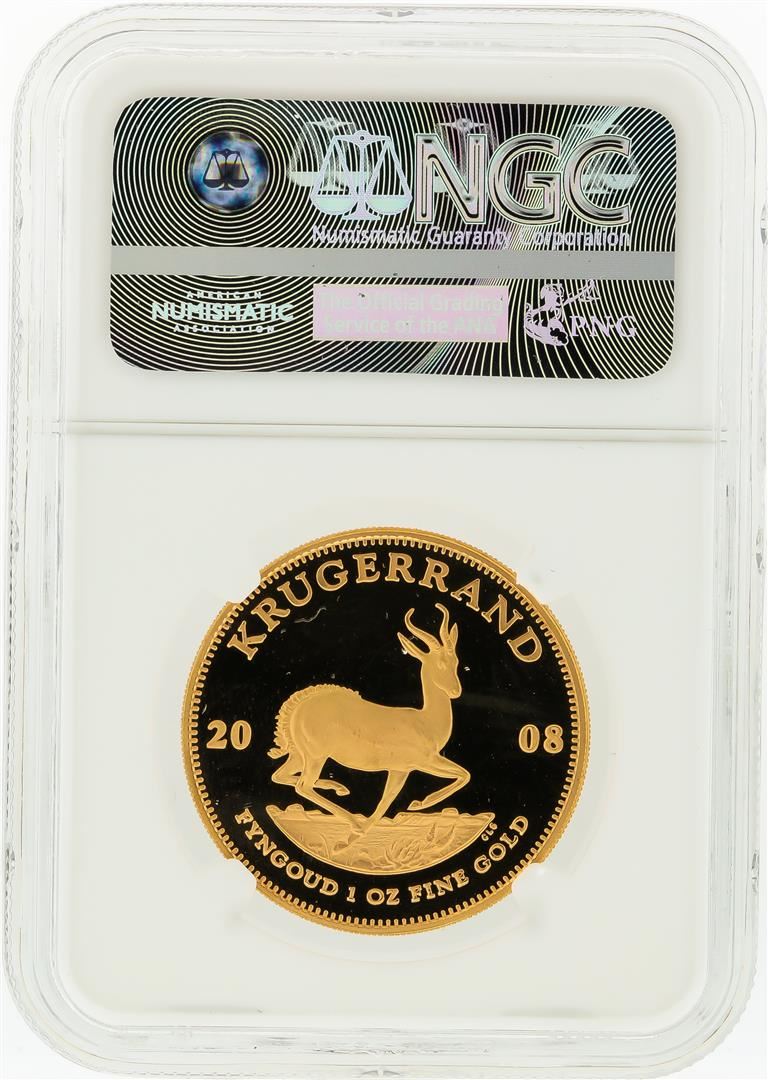 NGC
Numismatic Guaranty Corporation
AMERICAN
NUMISMATIC
ASSOCIATION
The Official Grading
Service of the ANA
PNG
KRUGERRAND
20 08
CLS
FYNGOUD 1 OZ FINE GOLD